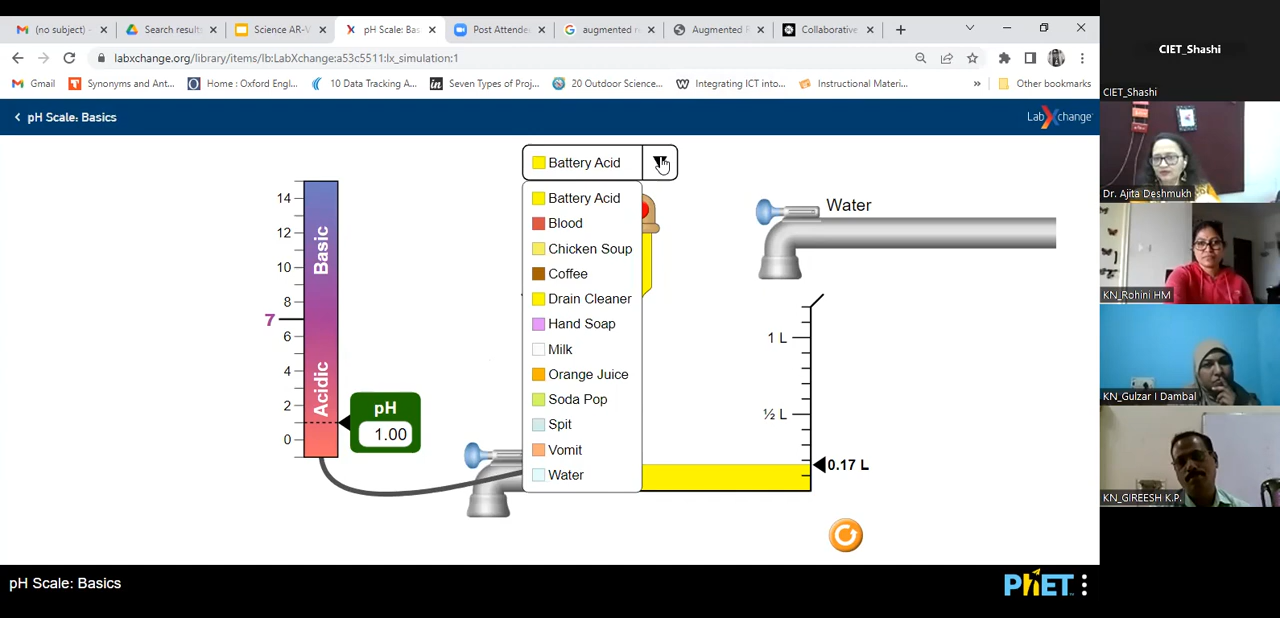 (no subject) -
Search results
Science AR-V
pH Scale: Bas
Post Attende
augmented r
Augmented R
Collaborative
labxchange.org/library/items/lb:LabXchange:a53c5511:lx_simulation:1
Gmail
Synonyms and Ant...
Home : Oxford Engl...
10 Data Tracking A...
Seven Types of Proj...
20 Outdoor Science...
Integrating ICT into...
Instructional Materi...
»
Other bookmarks
pH Scale: Basics
LabXchange
Battery Acid
Battery Acid
Blood
Chicken Soup
Coffee
Drain Cleaner
Hand Soap
Milk
Orange Juice
Soda Pop
Spit
Vomit
Water
14
12
10
8
7
6
4
2
0
Basic
Acidic
pH
1.00
Water
1 L
½ L
0.17 L
pH Scale: Basics
PhET
CIET_Shashi
CIET_Shashi
Dr. Ajita Deshmukh
KN_Rohini HM
KN_Gulzar I Dambal
KN_GIREESH K.P.